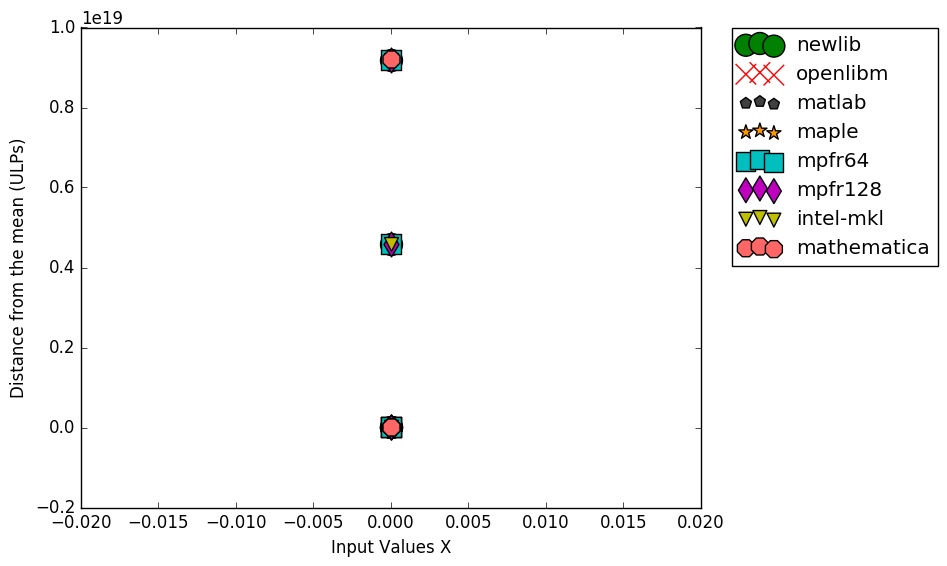 1e19
1.0
0.8
0.6
0.4
0.2
0.0
−0.2
−0.020 −0.015 −0.010 −0.005 0.000 0.005 0.010 0.015 0.020
Input Values X
Distance from the mean (ULPs)
newlib
openlibm
matlab
maple
mpfr64
mpfr128
intel-mkl
mathematica